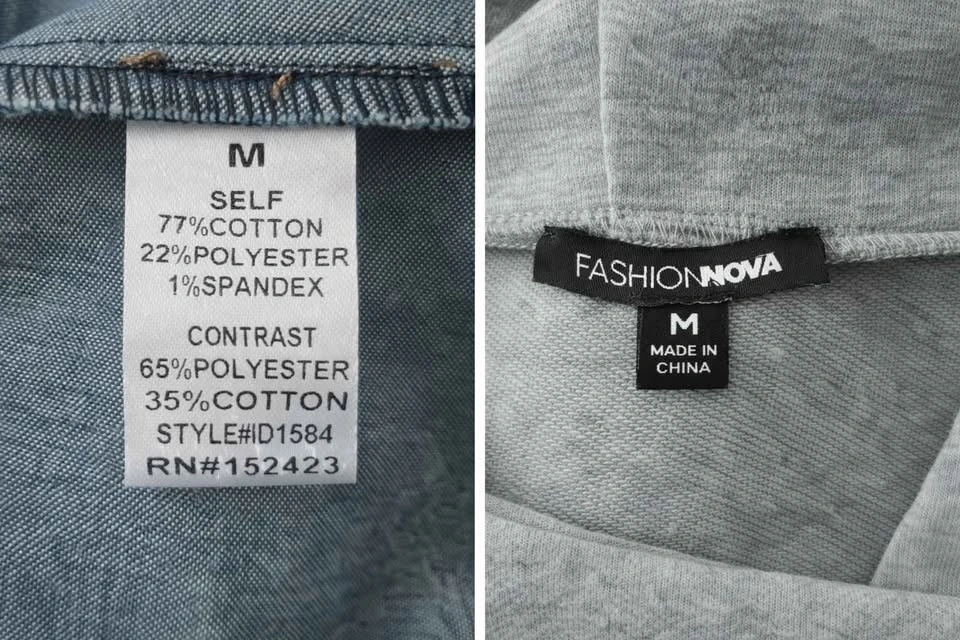 M
SELF
77%COTTON
22%POLYESTER
1%SPANDEX
CONTRAST
65%POLYESTER
35%COTTON
STYLE#ID1584
RN#152423
FASHIONNOVA
M
MADE IN
CHINA